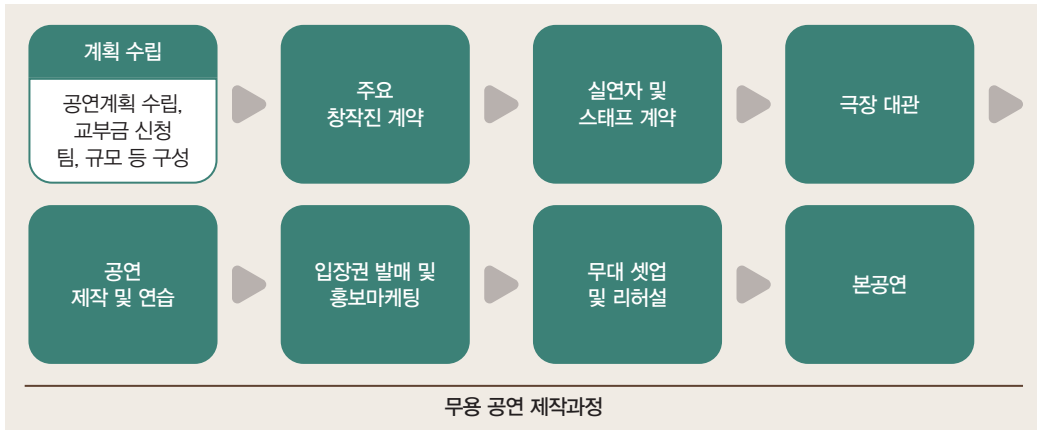 계획 수립
공연계획 수립,
교부금 신청
팀, 규모 등 구성
주요
창작진 계약
실연자 및
스태프 계약
극장 대관
공연
제작 및 연습
입장권 발매 및
홍보마케팅
무대 셋업
및 리허설
본공연
무용 공연 제작과정